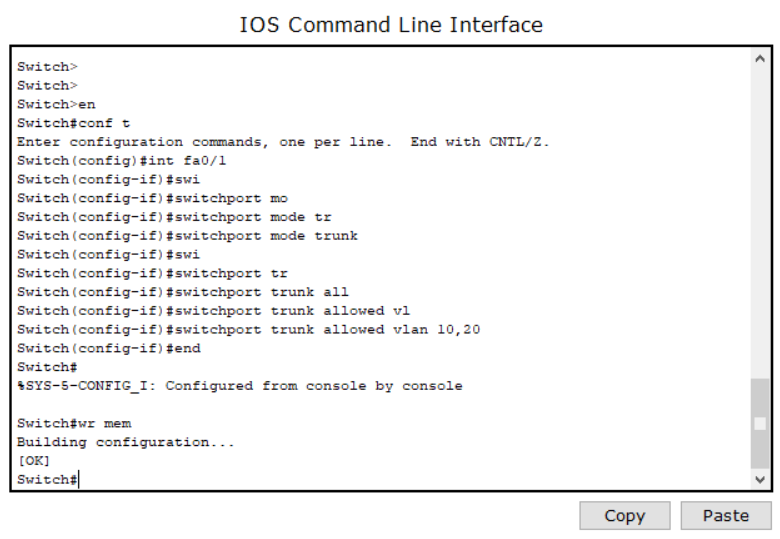 IOS Command Line Interface
Switch>
Switch>
Switch>en
Switch#conf t
Enter configuration commands, one per line.  End with CNTL/Z.
Switch(config)#int fa0/1
Switch(config-if)#swi
Switch(config-if)#switchport mo
Switch(config-if)#switchport mode tr
Switch(config-if)#switchport mode trunk
Switch(config-if)#swi
Switch(config-if)#switchport tr
Switch(config-if)#switchport trunk all
Switch(config-if)#switchport trunk allowed vl
Switch(config-if)#switchport trunk allowed vlan 10,20
Switch(config-if)#end
Switch#
%SYS-5-CONFIG_I: Configured from console by console
Switch#wr mem
Building configuration...
[OK]
Switch#
Copy Paste